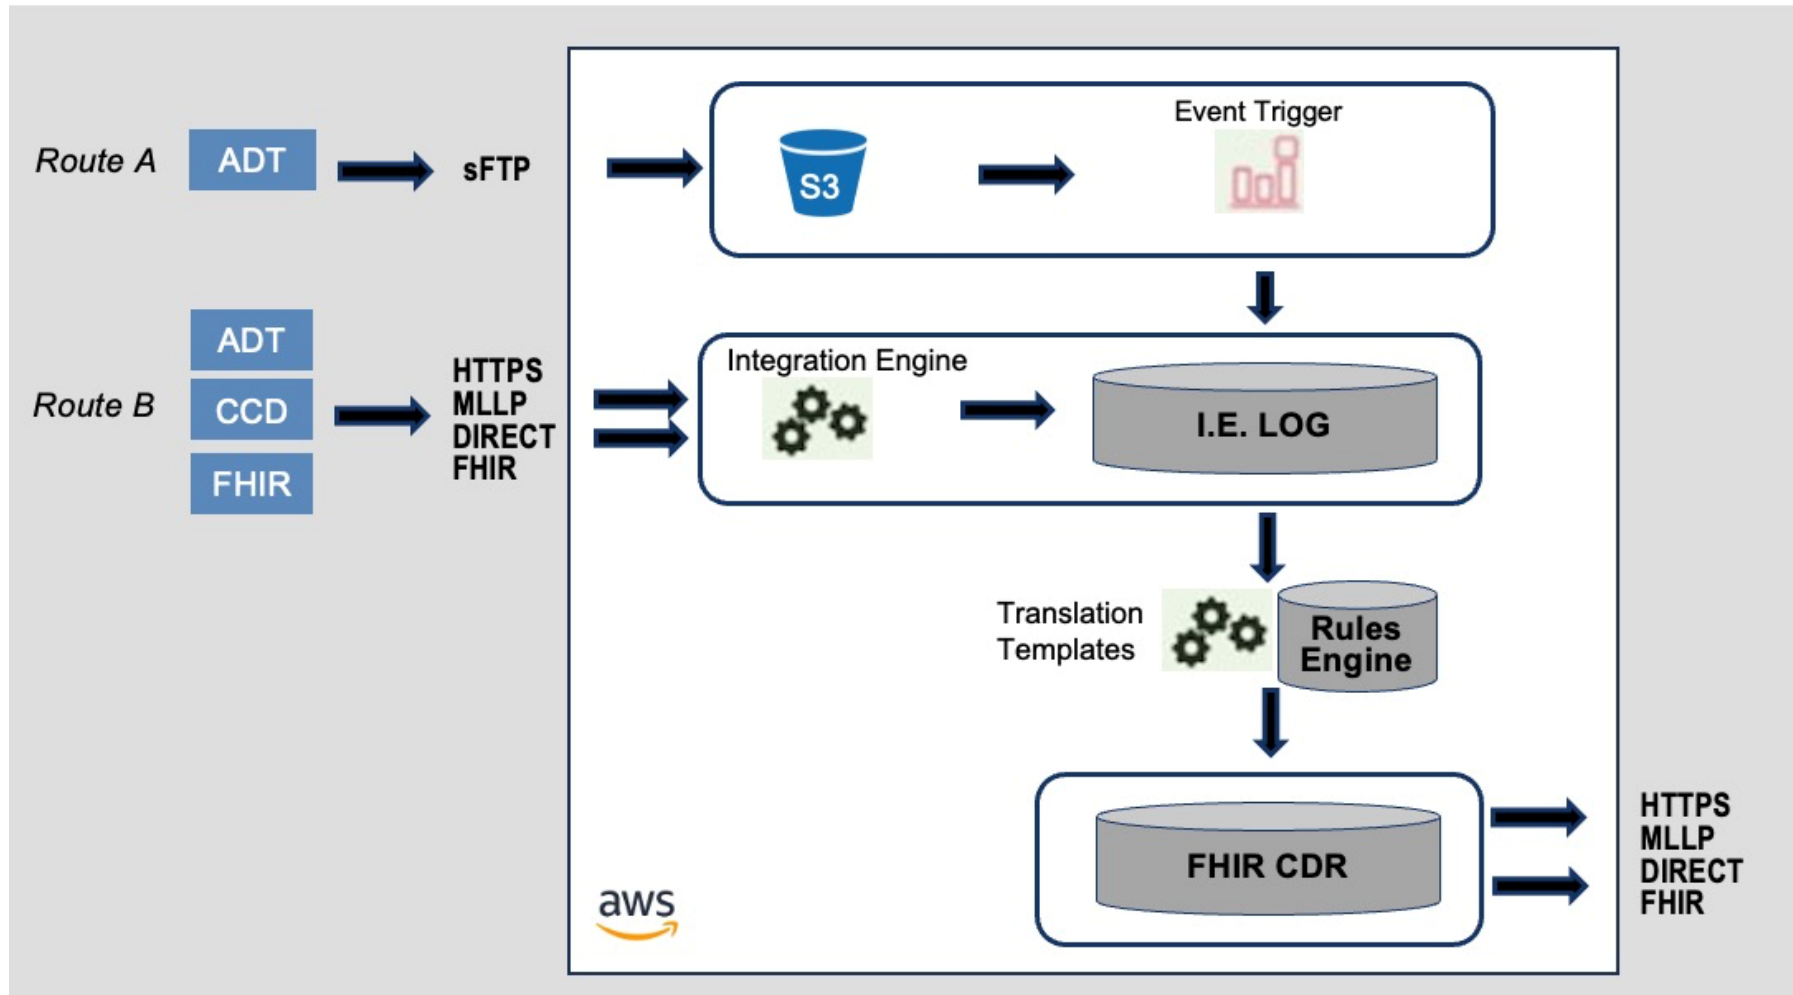 Route A
ADT
sFTP
S3
Event Trigger
Route B
ADT
CCD
FHIR
HTTPS
MLLP
DIRECT
FHIR
Integration Engine
I.E. LOG
Translation
Templates
Rules
Engine
FHIR CDR
HTTPS
MLLP
DIRECT
FHIR
aws